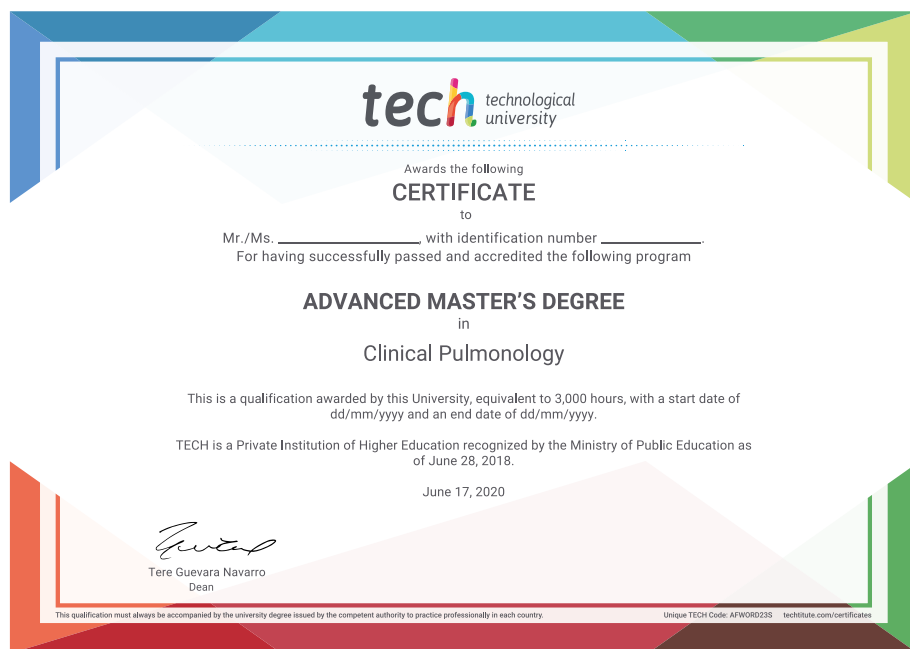 tech technological
university
Awards the following
CERTIFICATE
to
Mr./Ms. ____________, with identification number ____________.
For having successfully passed and accredited the following program
ADVANCED MASTER’S DEGREE
in
Clinical Pulmonology
This is a qualification awarded by this University, equivalent to 3,000 hours, with a start date of
dd/mm/yyyy and an end date of dd/mm/yyyy.
TECH is a Private Institution of Higher Education recognized by the Ministry of Public Education as
of June 28, 2018.
June 17, 2020
Tere Guevara Navarro
Dean
This qualification must always be accompanied by the university degree issued by the competent authority to practice professionally in each country.
Unique TECH Code: AFWORD23S techtitute.com/certificates